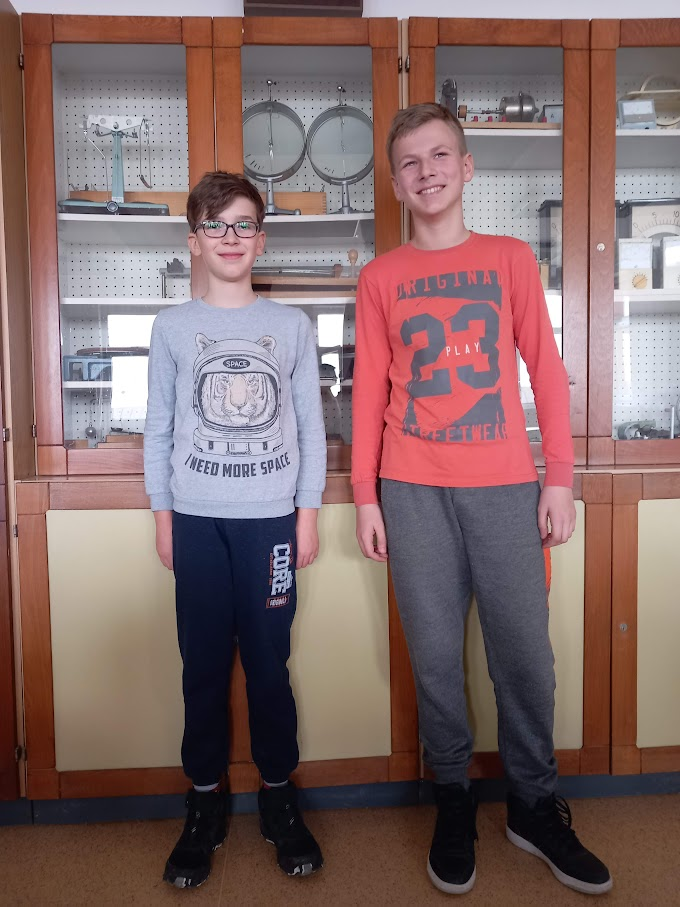 SPACE
I NEED MORE SPACE
CORE
ORIGINAL
23
PLAY
STREETWEAR